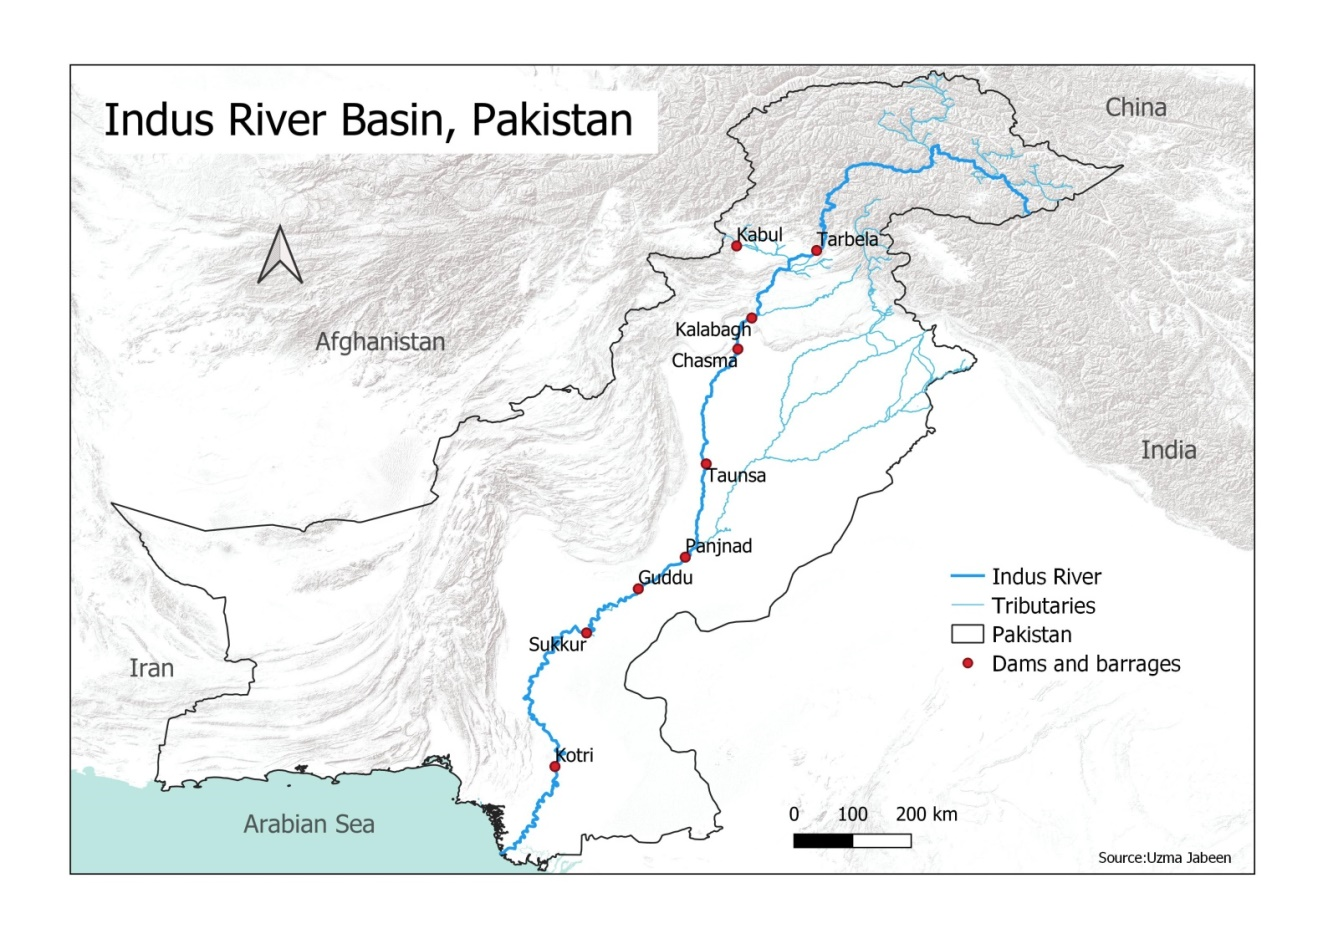 Indus River Basin, Pakistan
China
Kabul
Tarbela
Kalabagh
Afghanistan
Chasma
India
Taunsa
Panjnad
Guddu
Sukkur
Iran
Kotri
Arabian Sea
Indus River
Tributaries
Pakistan
Dams and barrages
0 100 200 km
Source:Uzma Jabeen